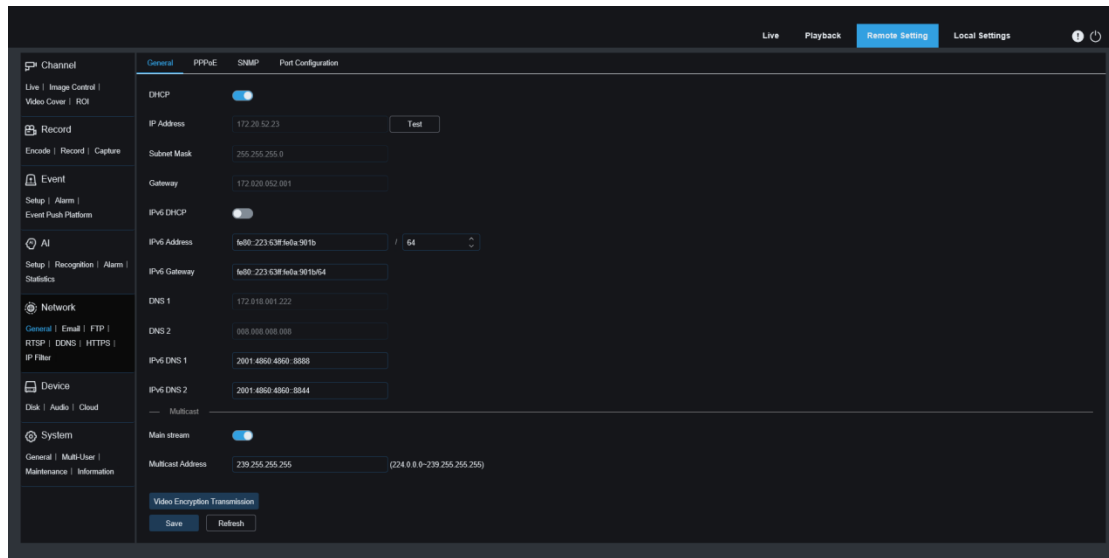 Live Playback Remote Setting Local Settings
Channel
Live | Image Control |
Video Cover | ROI
Record
Encode | Record | Capture
Event
Setup | Alarm |
Event Push Platform
AI
Setup | Recognition | Alarm |
Statistics
Network
General | Email | FTP |
RTSP | DDNS | HTTPS |
IP Filter
Device
Disk | Audio | Cloud
System
General | Multi-User |
Maintenance | Information
General PPPoE SNMP Port Configuration
DHCP
IP Address 172.20.52.23 Test
Subnet Mask 255.255.255.0
Gateway 172.020.052.001
IPv6 DHCP
IPv6 Address fe80::223:63ff:fe0a:901b / 64
IPv6 Gateway fe80::223:63ff:fe0a:901b/64
DNS 1 172.018.001.222
DNS 2 008.008.008.008
IPv6 DNS 1 2001:4860:4860::8888
IPv6 DNS 2 2001:4860:4860::8844
Multicast
Main stream
Multicast Address 239.255.255.255 (224.0.0.0~239.255.255.255)
Video Encryption Transmission
Save Refresh